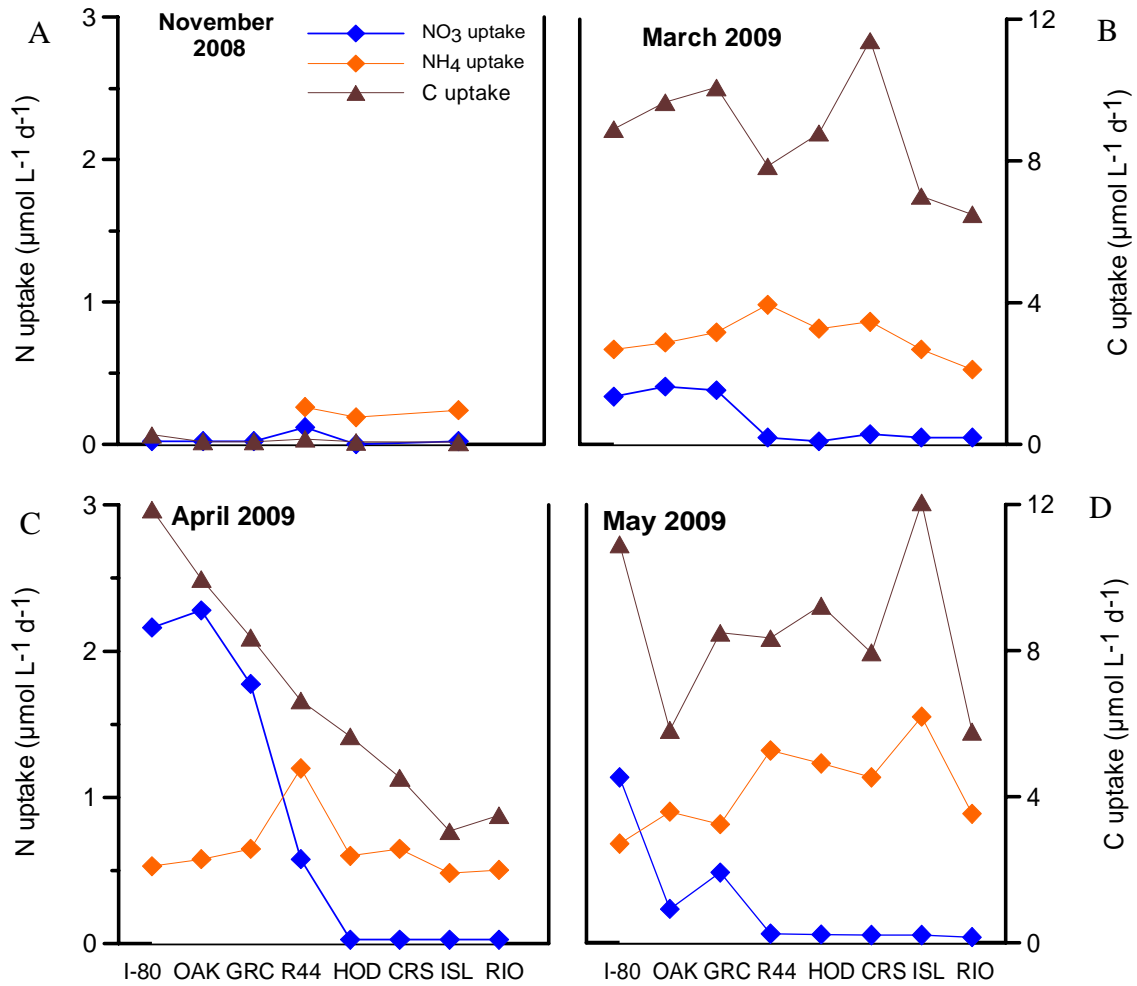 A
November
2008
NO3 uptake
NH4 uptake
C uptake
3
2
1
0
N uptake (µmol L-1 d-1)
March 2009
B
12
8
4
0
C uptake (µmol L-1 d-1)
C
April 2009
3
2
1
0
N uptake (µmol L-1 d-1)
I-80 OAK GRC R44 HOD CRS ISL RIO
May 2009
D
12
8
4
0
C uptake (µmol L-1 d-1)
I-80 OAK GRC R44 HOD CRS ISL RIO